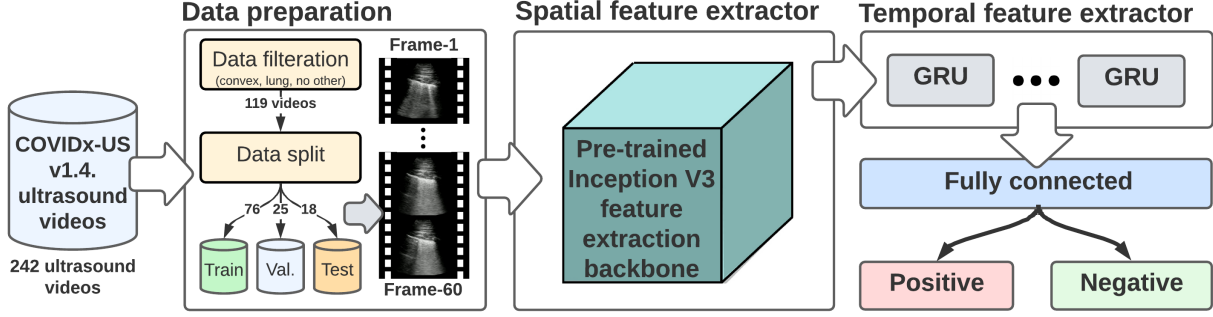 Data preparation
Spatial feature extractor
Temporal feature extractor
COVIDx-US
v1.4.
ultrasound
videos
242 ultrasound
videos
Data filteration
(convex, lung, no other)
119 videos
Data split
76 25 18
Train
Val.
Test
Frame-1
Frame-60
Pre-trained
Inception V3
feature
extraction
backbone
GRU
GRU
Fully connected
Positive
Negative